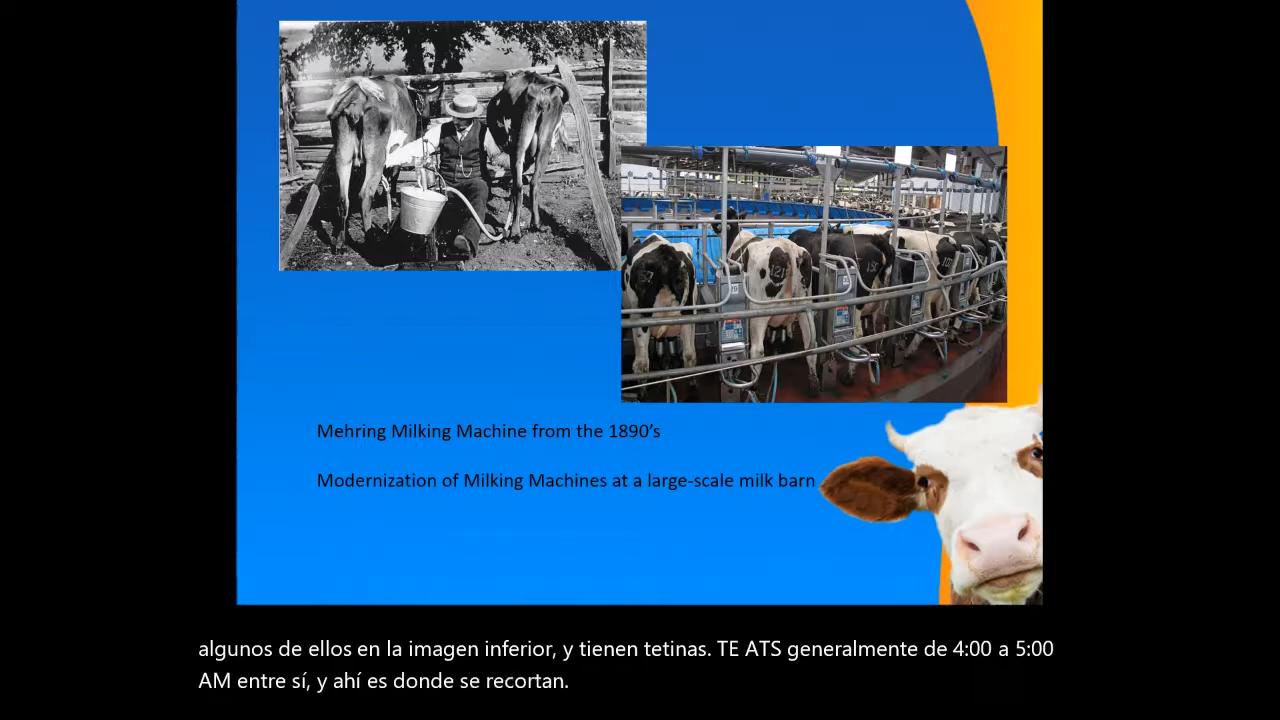 Mehring Milking Machine from the 1890’s
Modernization of Milking Machines at a large-scale milk barn
algunos de ellos en la imagen inferior, y tienen tetinas. TE ATS generalmente de 4:00 a 5:00
AM entre sí, y ahí es donde se recortan.